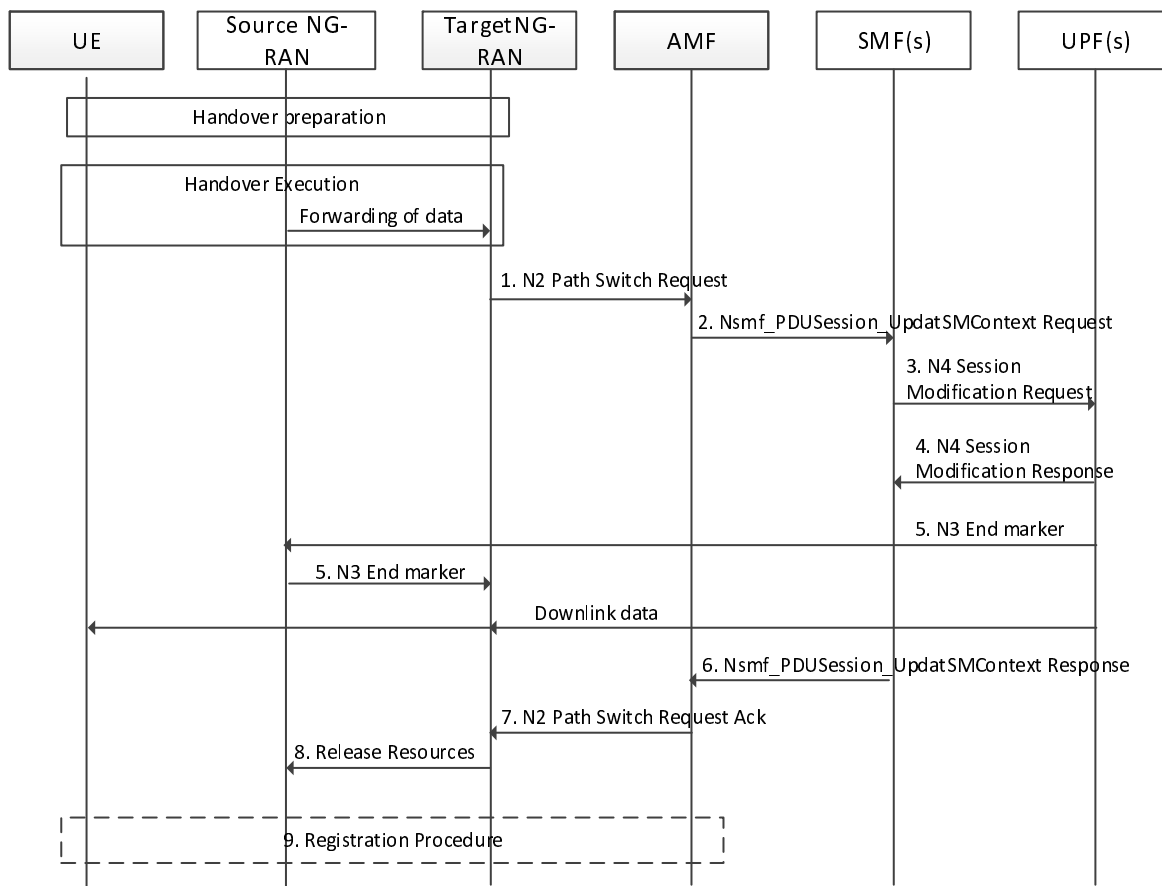 UE
Source NG-
RAN
TargetNG-
RAN
AMF
SMF(s)
UPF(s)
Handover preparation
Handover Execution
Forwarding of data
1. N2 Path Switch Request
2. Nsmf_PDUSession_UpdatSMContext Request
3. N4 Session
Modification Request
4. N4 Session
Modification Response
5. N3 End marker
5. N3 End marker
Downlink data
6. Nsmf_PDUSession_UpdatSMContext Response
7. N2 Path Switch Request Ack
8. Release Resources
9. Registration Procedure